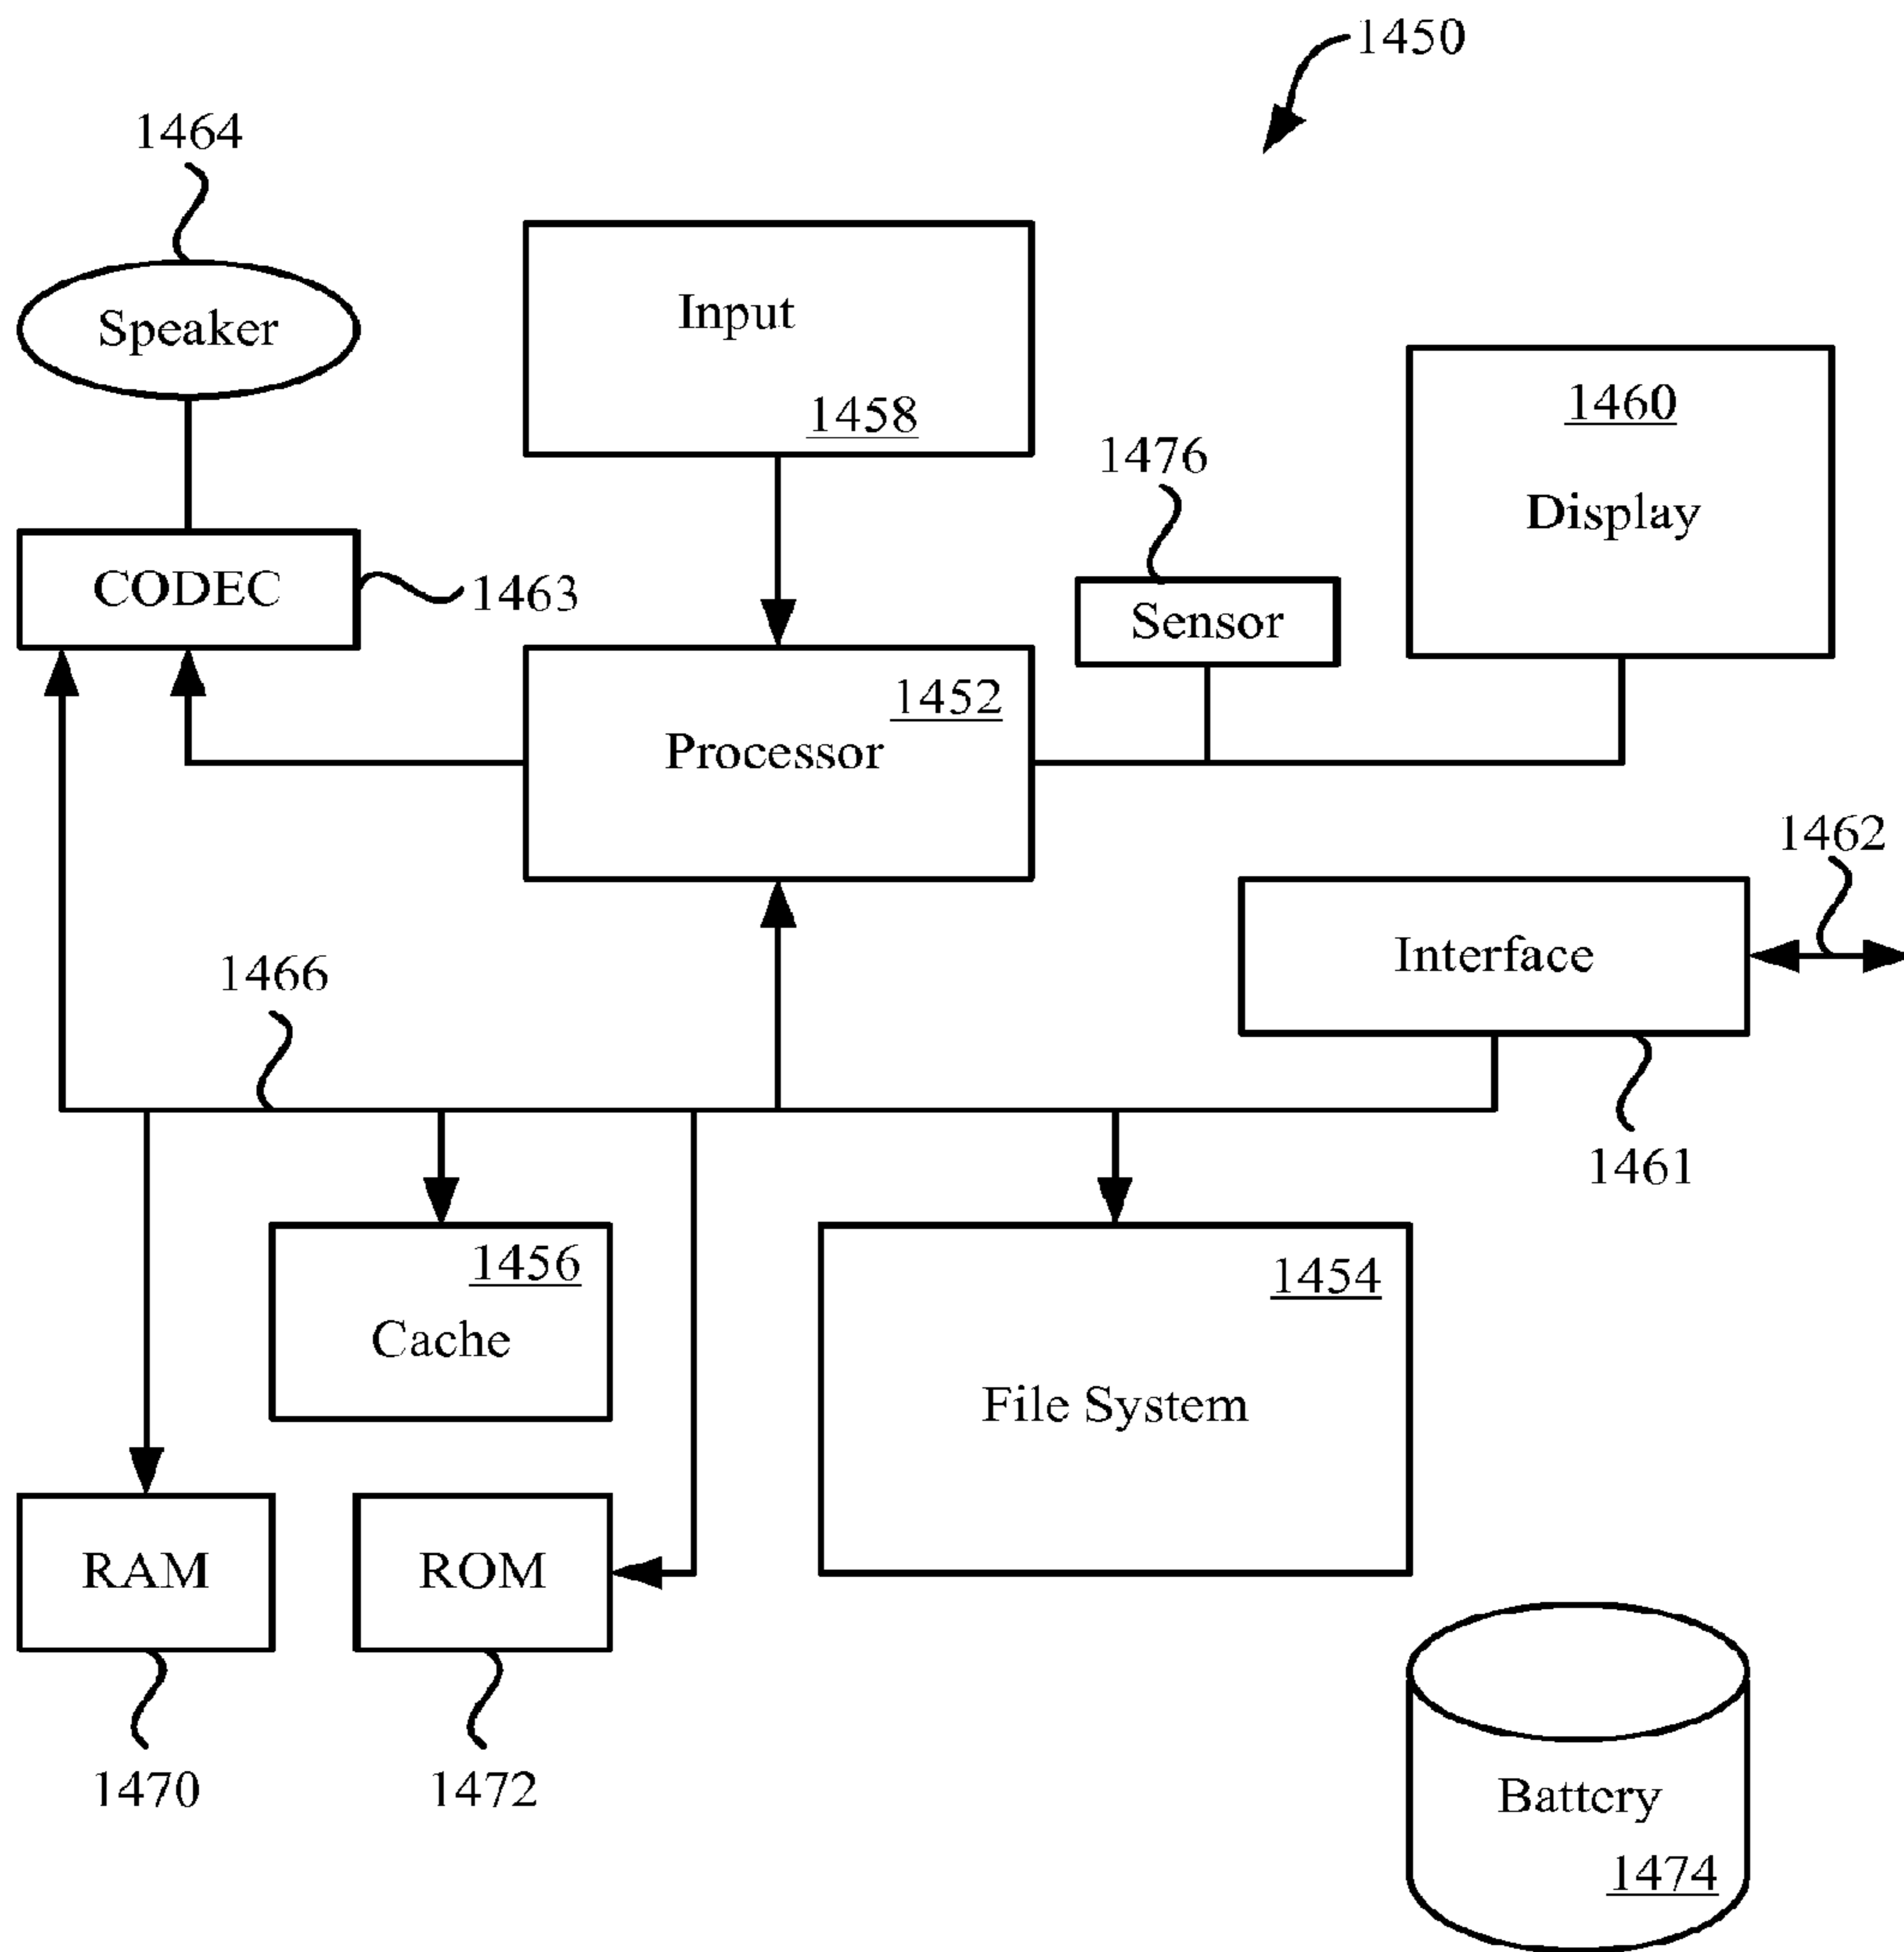 1450
1464
Speaker
Input
1458
1460
Display
1476
Sensor
CODEC
1463
1452
Processor
1462
Interface
1466
1461
1456
Cache
1454
File System
RAM
ROM
1470
1472
Battery
1474